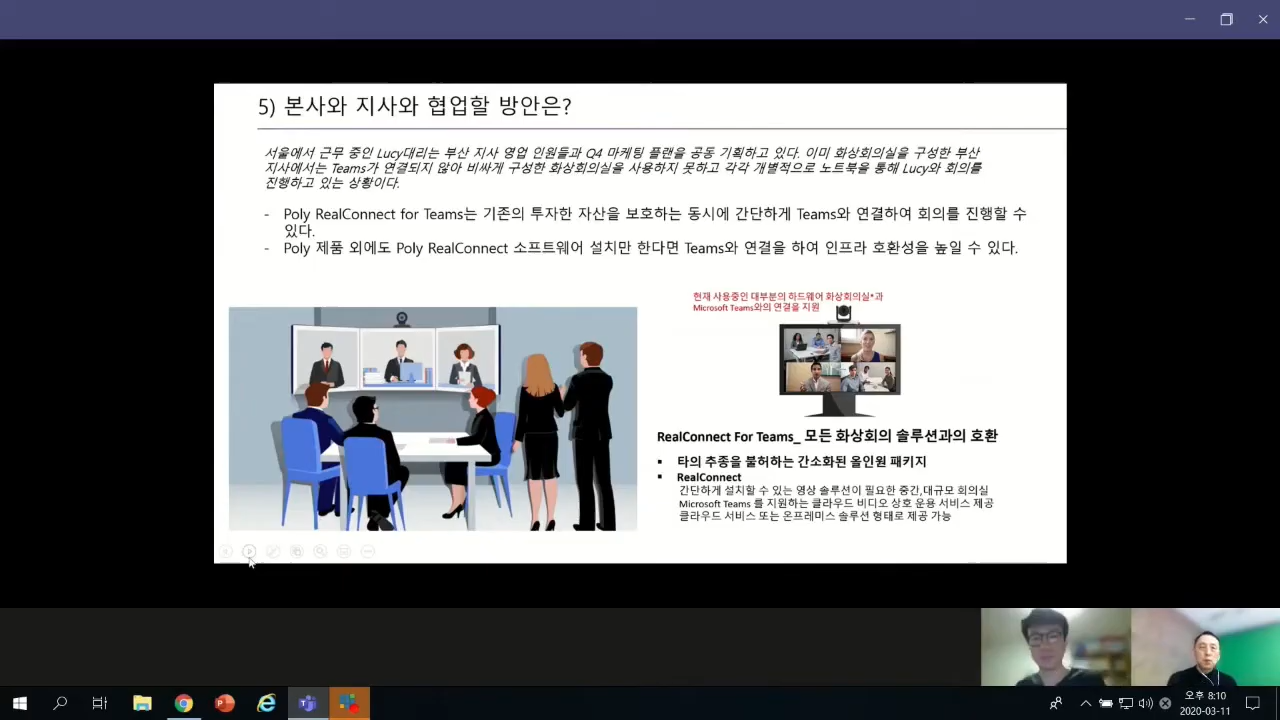 5) 본사와 지사와 협업할 방안은?
서울에서 근무 중인 Lucy대리는 부산 지사 영업 인원들과 Q4 마케팅 플랜을 공동 기획하고 있다. 이미 화상회의실을 구성한 부산
지사에서는 Teams가 연결되지 않아 비싸게 구성한 화상회의실을 사용하지 못하고 각각 개별적으로 노트북을 통해 Lucy와 회의를
진행하고 있는 상황이다.
- Poly RealConnect for Teams는 기존의 투자한 자산을 보호하는 동시에 간단하게 Teams와 연결하여 회의를 진행할 수
있다.
- Poly 제품 외에도 Poly RealConnect 소프트웨어 설치만 한다면 Teams와 연결을 하여 인프라 호환성을 높일 수 있다.
현재 사용중인 대부분의 하드웨어 화상회의실*과
Microsoft Teams와의 연결을 지원
RealConnect For Teams_ 모든 화상회의 솔루션과의 호환
▪ 타의 추종을 불허하는 간소화된 올인원 패키지
▪ RealConnect
간단하게 설치할 수 있는 영상 솔루션이 필요한 중간,대규모 회의실
Microsoft Teams 를 지원하는 클라우드 비디오 상호 운용 서비스 제공
클라우드 서비스 또는 온프레미스 솔루션 형태로 제공 가능
오후 8:10
2020-03-11